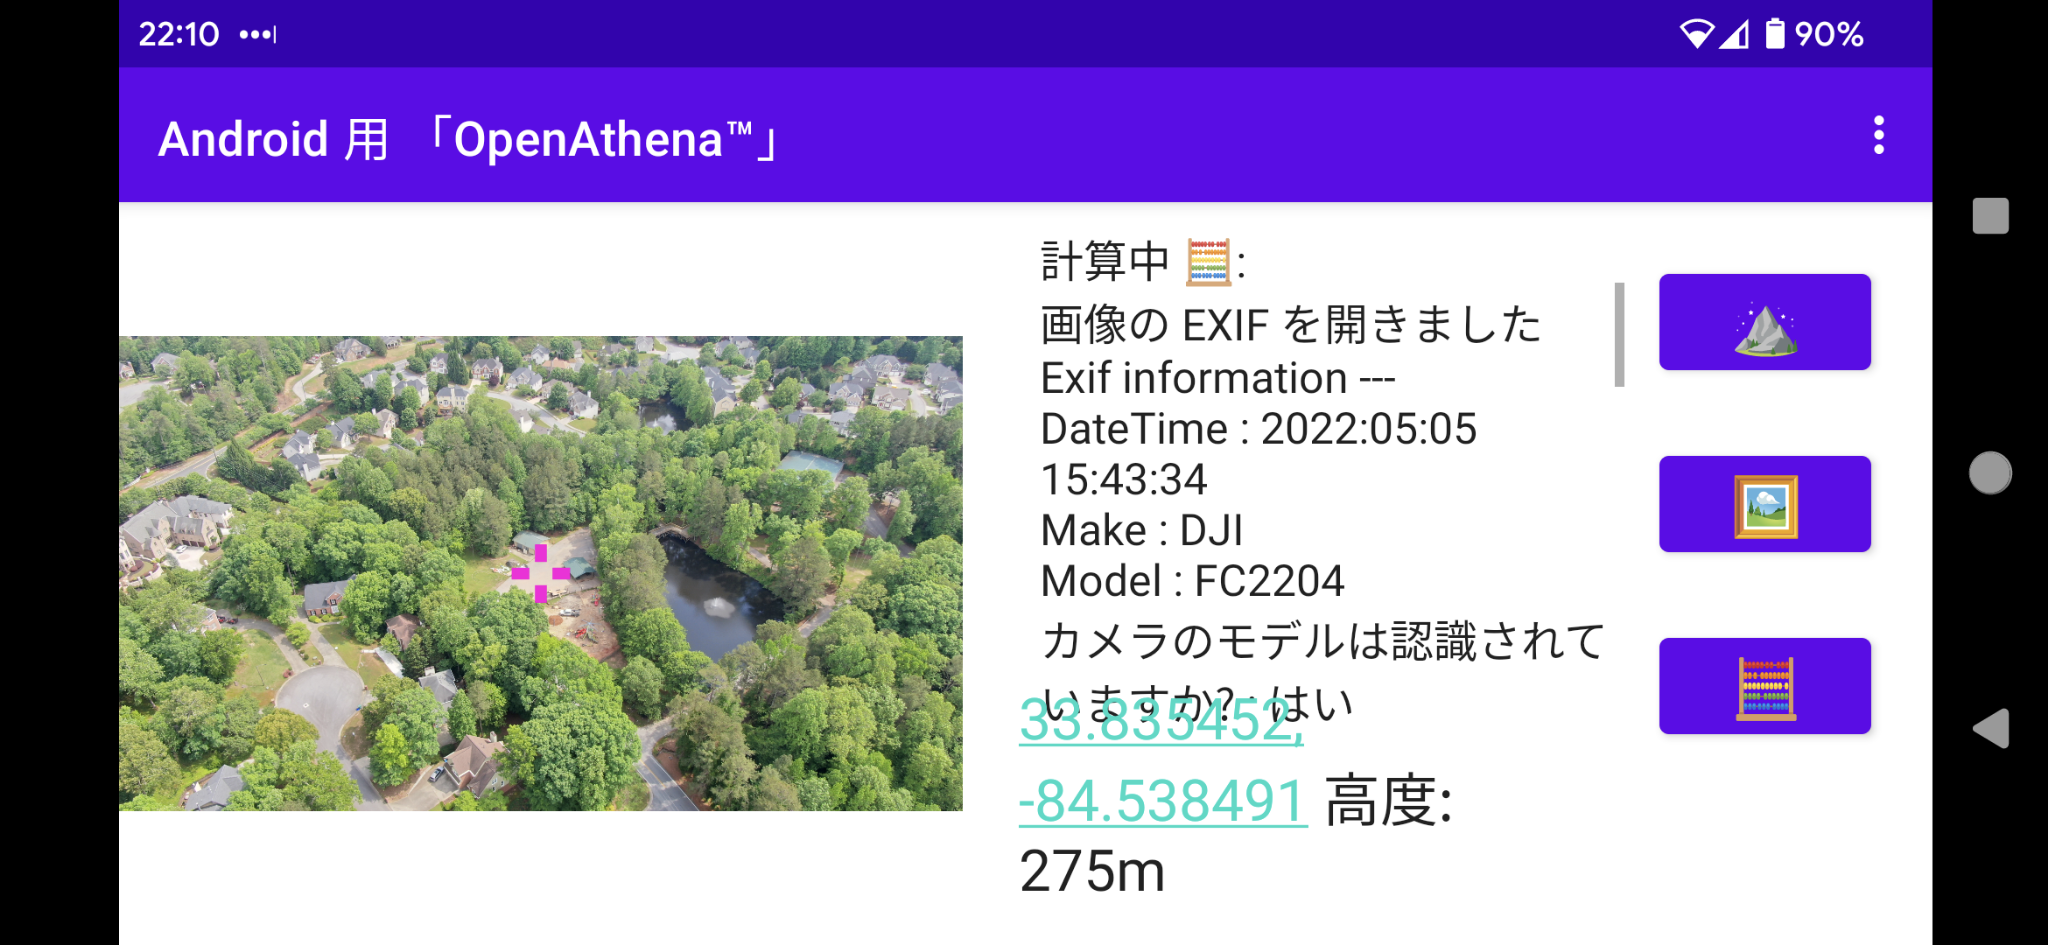 22:10
90%
Android 用 「OpenAthena™」
計算中 🧮:
画像の EXIF を開きました
Exif information ---
DateTime : 2022:05:05
15:43:34
Make : DJI
Model : FC2204
カメラのモデルは認識されて
いますか? : はい
33.835452,
-84.538491 高度:
275m